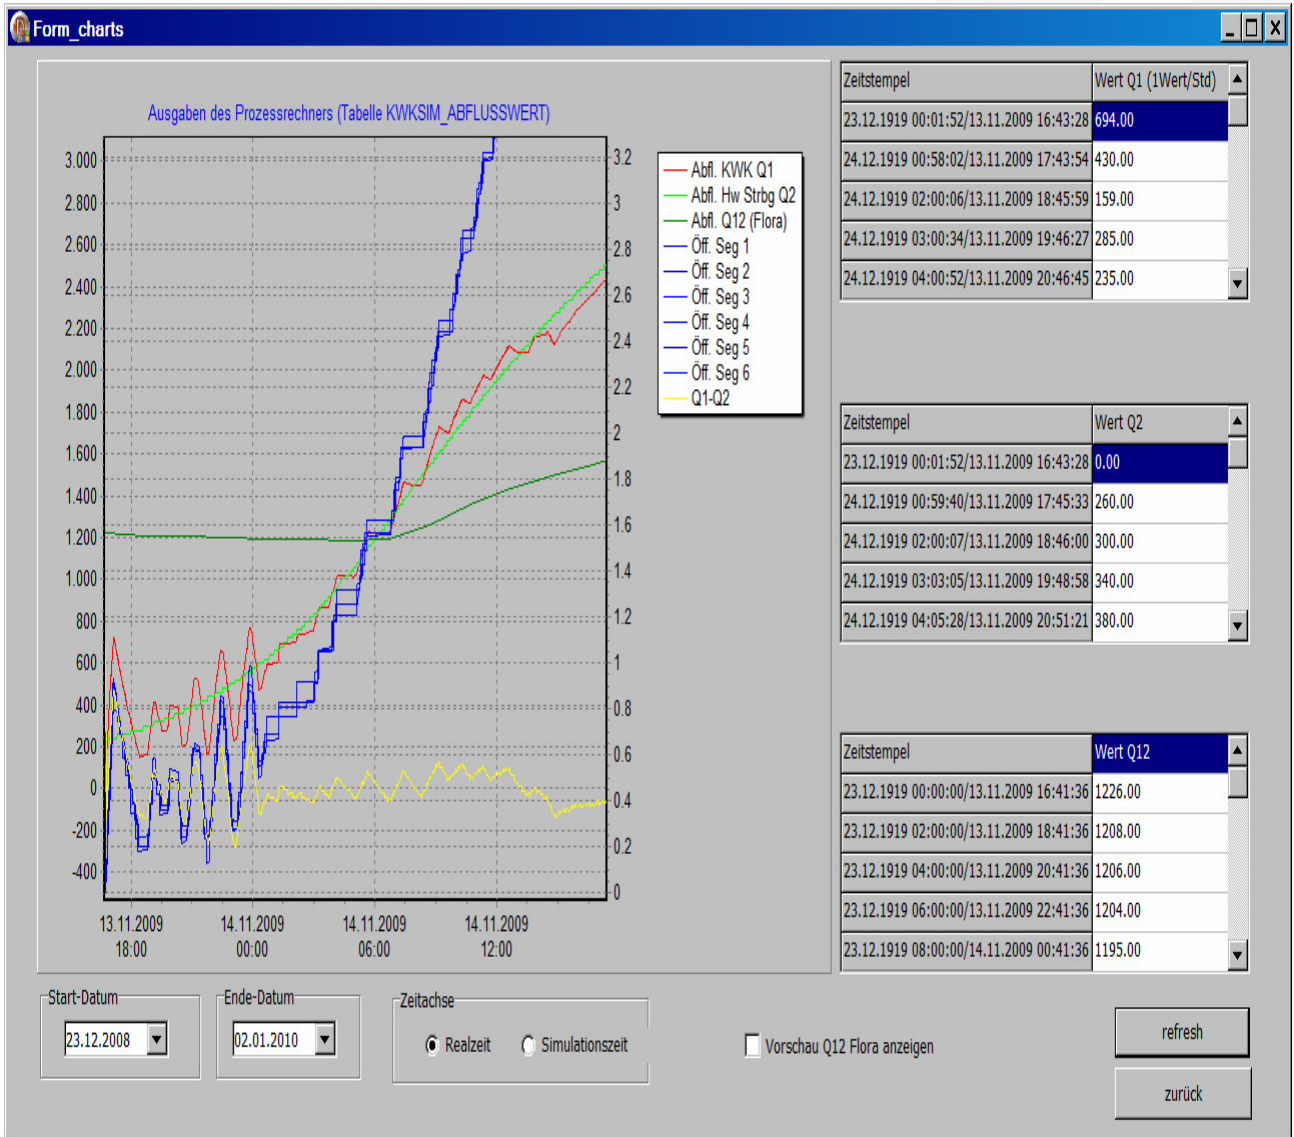 Form_charts
Ausgaben des Prozessrechners (Tabelle KWKSIM_ABFLUSSWERT)
3.000
2.800
2.600
2.400
2.200
2.000
1.800
1.600
1.400
1.200
1.000
800
600
400
200
0
-200
-400
3.2
3
2.8
2.6
2.4
2.2
2
1.8
1.6
1.4
1.2
1
0.8
0.6
0.4
0.2
0
13.11.2009 18:00
14.11.2009 00:00
14.11.2009 06:00
14.11.2009 12:00
Abfl. KWK Q1
Abfl. Hw Strbg Q2
Abfl. Q12 (Flora)
Öff. Seg 1
Öff. Seg 2
Öff. Seg 3
Öff. Seg 4
Öff. Seg 5
Öff. Seg 6
Q1-Q2
Zeitstempel Wert Q1 (1Wert/Std)
23.12.1919 00:01:52/13.11.2009 16:43:28 694.00
24.12.1919 00:58:02/13.11.2009 17:43:54 430.00
24.12.1919 02:00:06/13.11.2009 18:45:59 159.00
24.12.1919 03:00:34/13.11.2009 19:46:27 285.00
24.12.1919 04:00:52/13.11.2009 20:46:45 235.00
Zeitstempel Wert Q2
23.12.1919 00:01:52/13.11.2009 16:43:28 0.00
24.12.1919 00:59:40/13.11.2009 17:45:33 260.00
24.12.1919 02:00:07/13.11.2009 18:46:00 300.00
24.12.1919 03:03:05/13.11.2009 19:48:58 340.00
24.12.1919 04:05:28/13.11.2009 20:51:21 380.00
Zeitstempel Wert Q12
23.12.1919 00:00:00/13.11.2009 16:41:36 1226.00
23.12.1919 02:00:00/13.11.2009 18:41:36 1208.00
23.12.1919 04:00:00/13.11.2009 20:41:36 1206.00
23.12.1919 06:00:00/13.11.2009 22:41:36 1204.00
23.12.1919 08:00:00/14.11.2009 00:41:36 1195.00
Start-Datum
23.12.2008
Ende-Datum
02.01.2010
Zeitachse
Realzeit
Simulationszeit
Vorschau Q12 Flora anzeigen
refresh
zurück